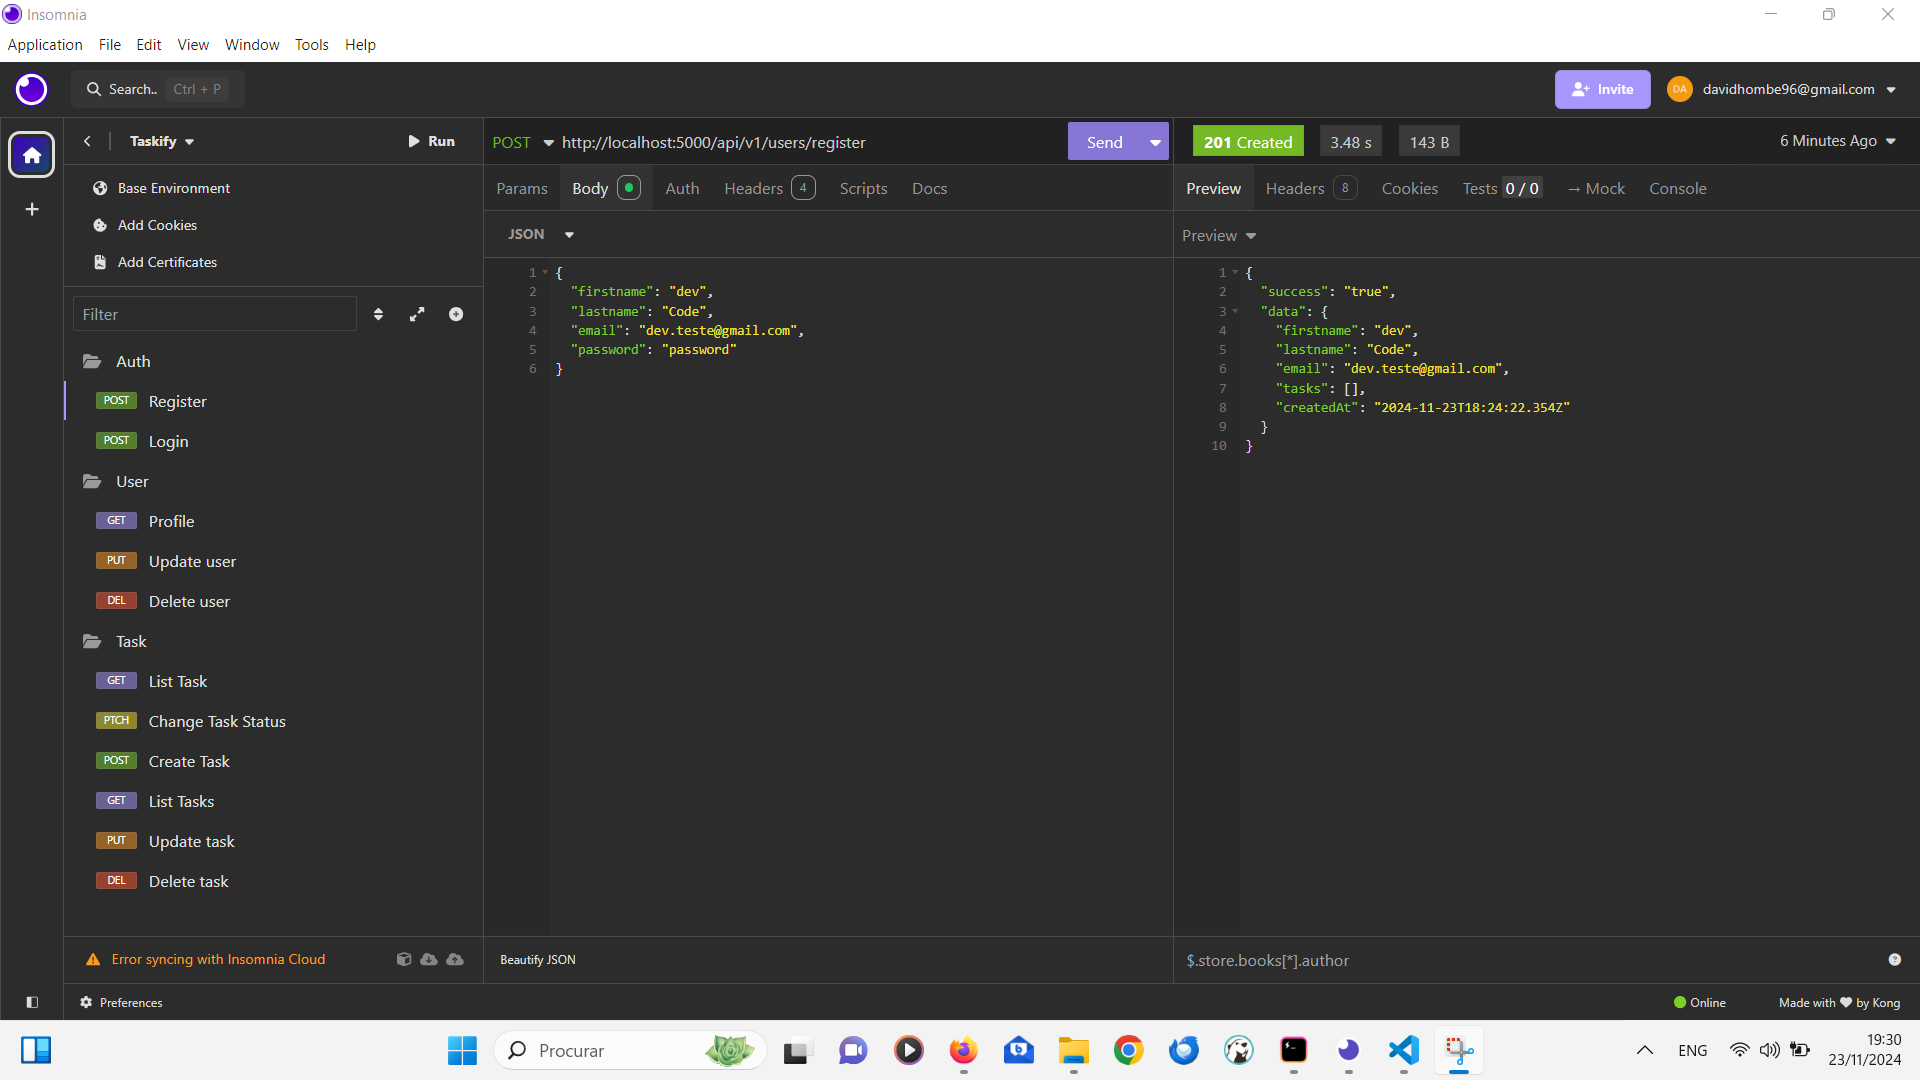 Insomnia
Application File Edit View Window Tools Help
Search.. Ctrl + P
Invite
DA davidhombe96@gmail.com
Taskify
Run
POST http://localhost:5000/api/v1/users/register
Send
201 Created 3.48 s 143 B
6 Minutes Ago
Base Environment
Add Cookies
Add Certificates
Filter
Auth
POST Register
POST Login
User
GET Profile
PUT Update user
DEL Delete user
Task
GET List Task
PTCH Change Task Status
POST Create Task
GET List Tasks
PUT Update task
DEL Delete task
Error syncing with Insomnia Cloud
Preferences
Params Body Auth Headers 4 Scripts Docs
JSON
1 {
2 "firstname": "dev",
3 "lastname": "Code",
4 "email": "dev.teste@gmail.com",
5 "password": "password"
6 }
Beautify JSON
Preview Headers 8 Cookies Tests 0 / 0 → Mock Console
Preview
1 {
2 "success": "true",
3 "data": {
4 "firstname": "dev",
5 "lastname": "Code",
6 "email": "dev.teste@gmail.com",
7 "tasks": [],
8 "createdAt": "2024-11-23T18:24:22.354Z"
9 }
10 }
$.store.books[*].author
Online
Made with ♥ by Kong
Procurar
ENG
19:30
23/11/2024